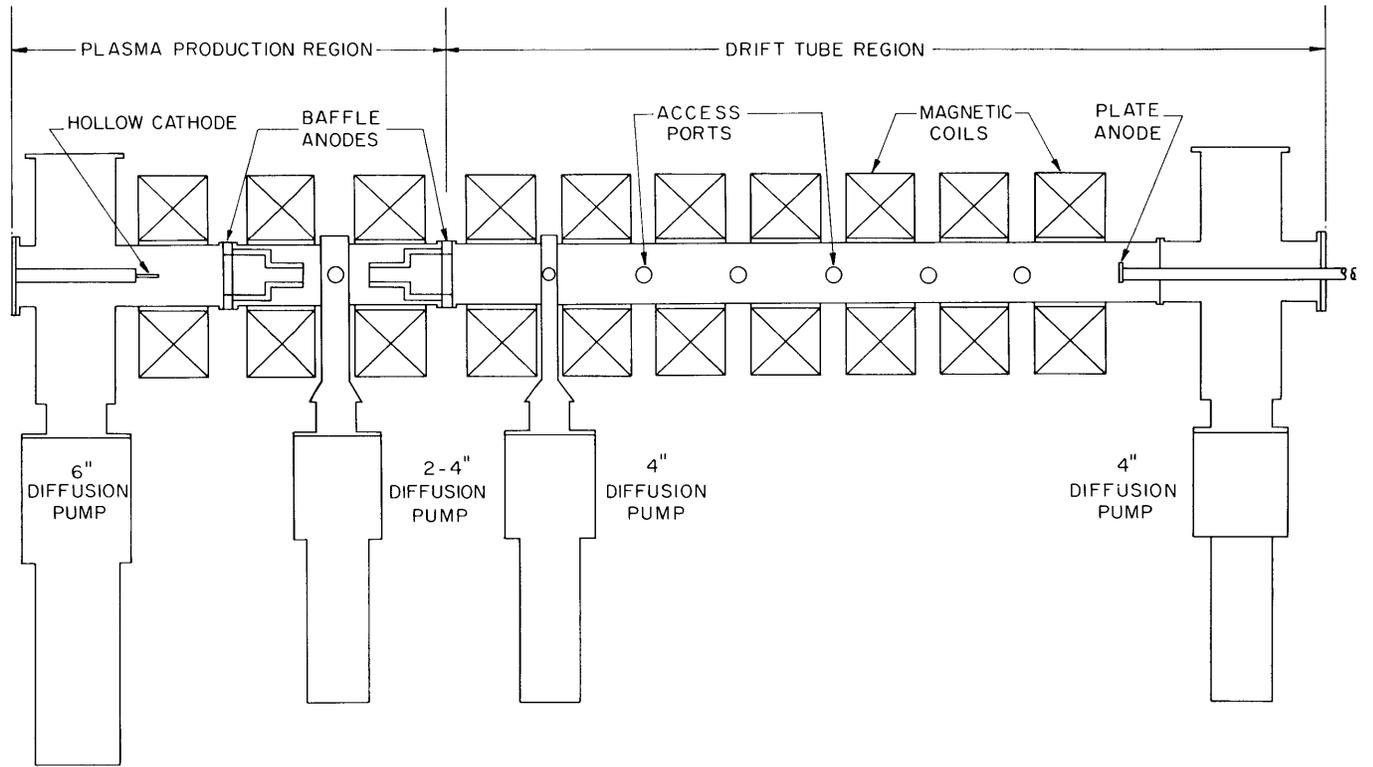 PLASMA PRODUCTION REGION
DRIFT TUBE REGION
HOLLOW CATHODE
BAFFLE
ANODES
ACCESS
PORTS
MAGNETIC
COILS
PLATE
ANODE
6"
DIFFUSION
PUMP
2-4"
DIFFUSION
PUMP
4"
DIFFUSION
PUMP
4"
DIFFUSION
PUMP